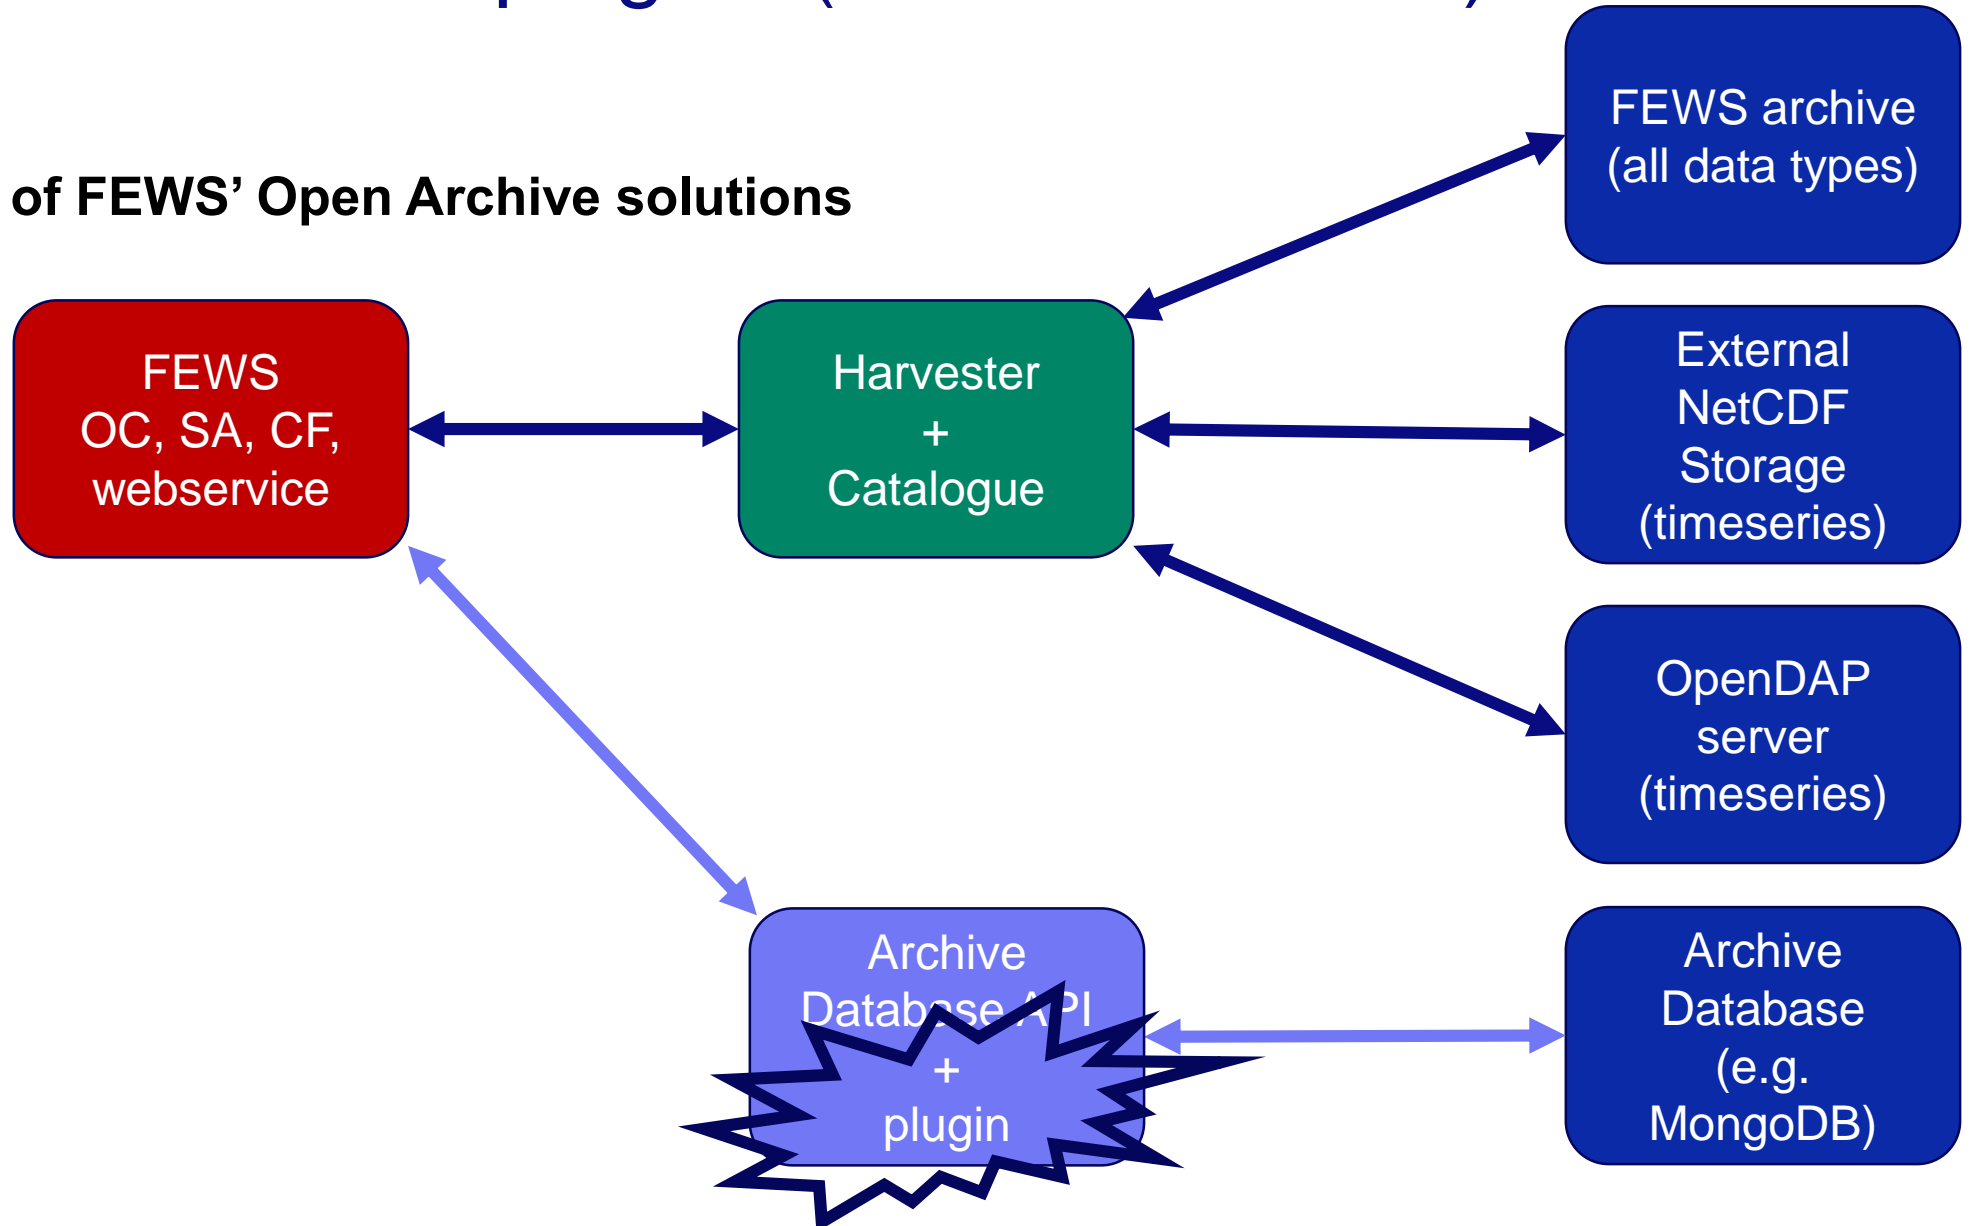 of FEWS’ Open Archive solutions
FEWS archive
(all data types)
FEWS
OC, SA, CF,
webservice
Harvester
+
Catalogue
External
NetCDF
Storage
(timeseries)
OpenDAP
server
(timeseries)
Archive
Database API
+
plugin
Archive
Database
(e.g.
MongoDB)